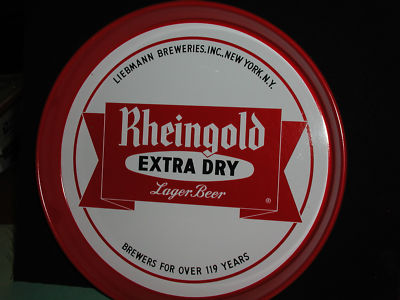 LIEBMANN BREWERIES.INC., NEW YORK, N.Y.
Rheingold
EXTRA DRY
Lager Beer
®
BREWERS FOR OVER 119 YEARS